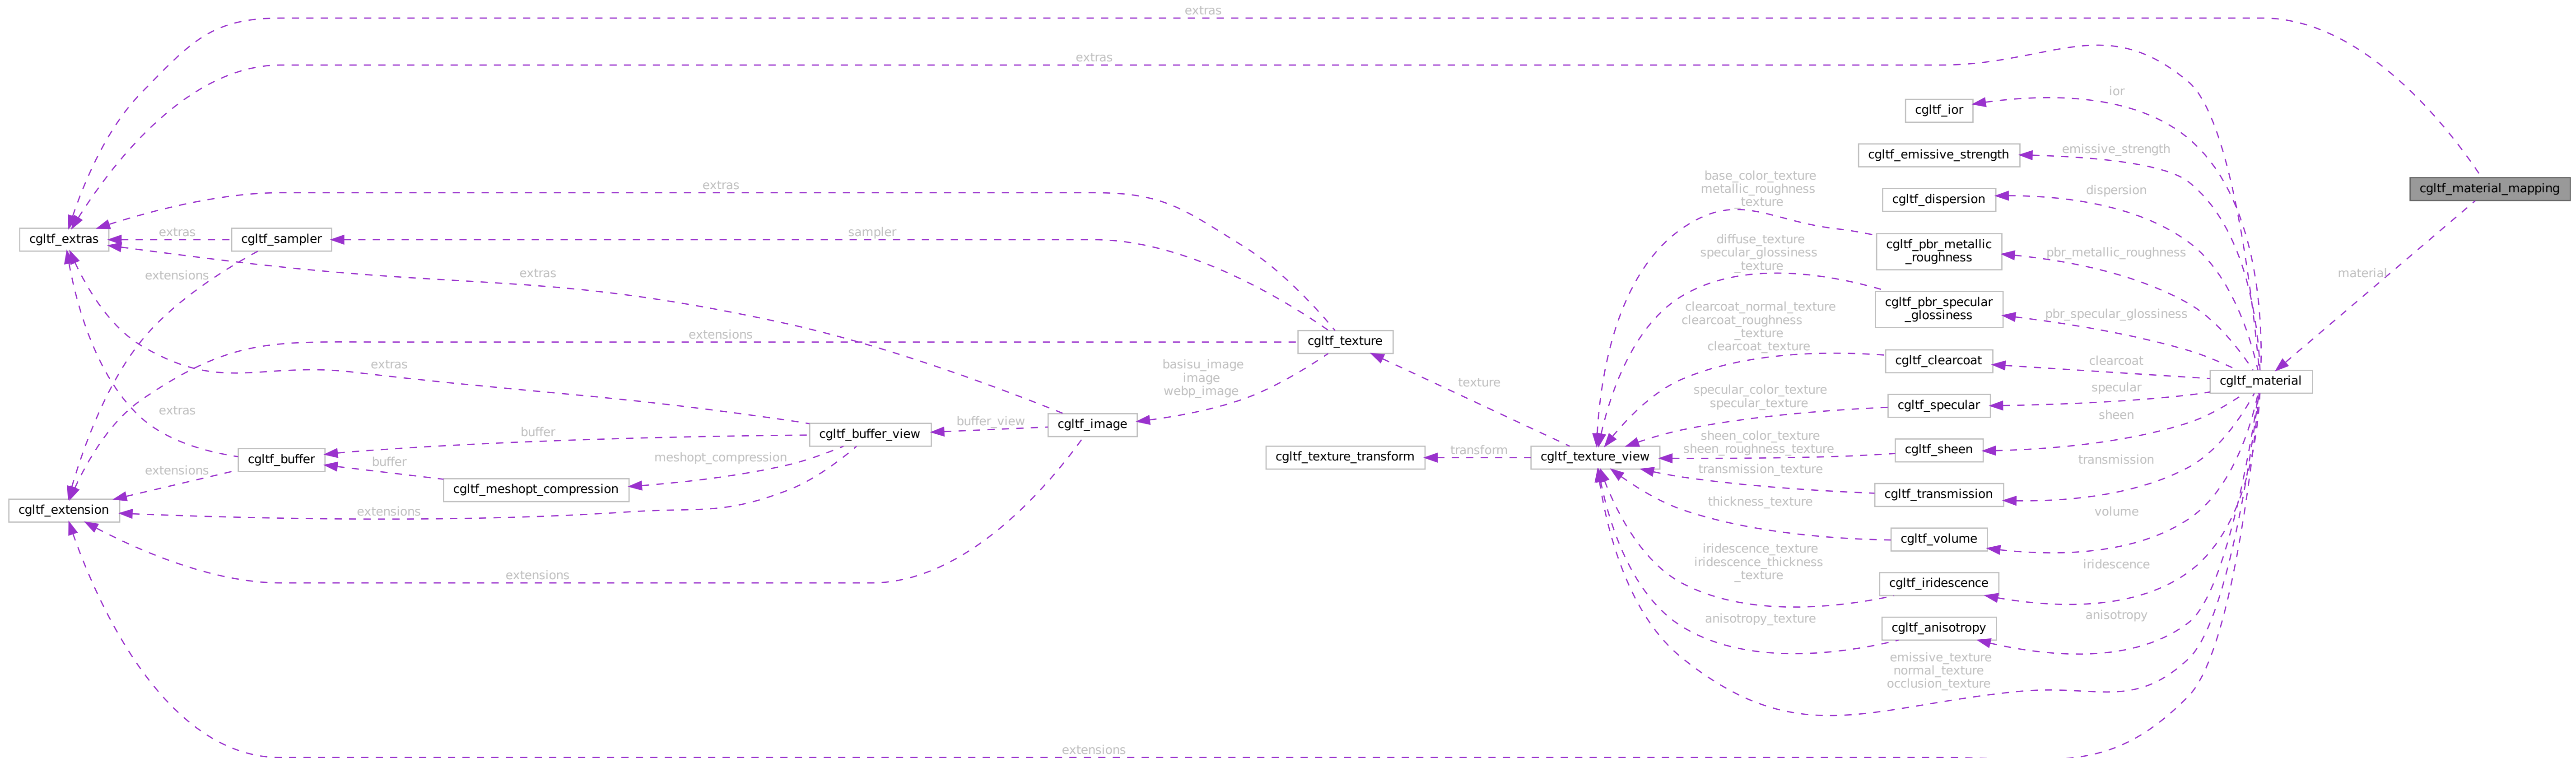 extras
extras
cgltf_ior
ior
cgltf_emissive_strength
emissive_strength
cgltf_material_mapping
base_color_texture
metallic_roughness
_texture
extras
cgltf_dispersion
dispersion
cgltf_extras
extras
cgltf_sampler
sampler
diffuse_texture
specular_glossiness
_texture
cgltf_pbr_metallic
_roughness
pbr_metallic_roughness
extensions
extras
material
clearcoat_normal_texture
clearcoat_roughness
_texture
clearcoat_texture
cgltf_pbr_specular
_glossiness
pbr_specular_glossiness
extensions
cgltf_texture
extras
basisu_image
image
webp_image
texture
cgltf_clearcoat
clearcoat
cgltf_material
specular_color_texture
specular_texture
cgltf_specular
specular
extras
buffer
cgltf_buffer_view
buffer_view
cgltf_image
sheen
cgltf_buffer
buffer
meshopt_compression
cgltf_texture_transform
transform
cgltf_texture_view
sheen_color_texture
sheen_roughness_texture
cgltf_sheen
transmission
extensions
cgltf_meshopt_compression
transmission_texture
cgltf_transmission
cgltf_extension
extensions
thickness_texture
volume
cgltf_volume
iridescence_texture
iridescence_thickness
_texture
iridescence
extensions
cgltf_iridescence
anisotropy_texture
cgltf_anisotropy
anisotropy
emissive_texture
normal_texture
occlusion_texture
extensions